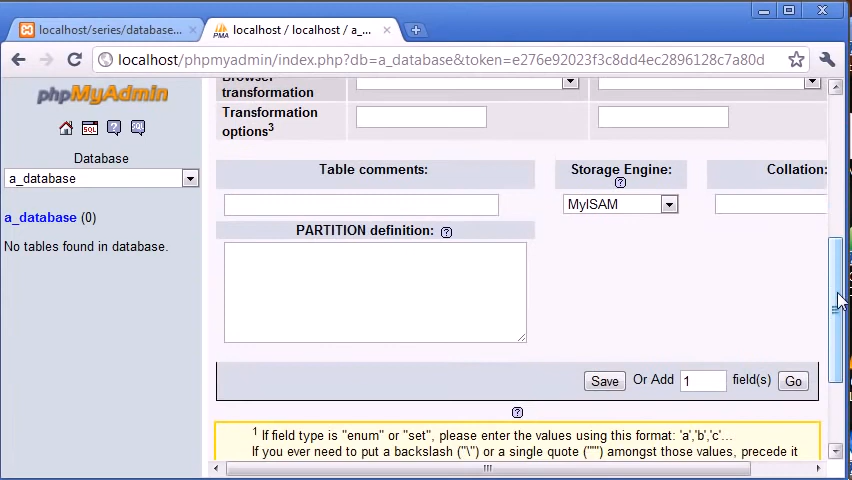 localhost/series/database...
localhost / localhost / a_...
localhost/phpmyadmin/index.php?db=a_database&token=e276e92023f3c8dd4ec2896128c7a80d
phpMyAdmin
SQL
Database
a_database
a_database (0)
No tables found in database.
Browser
transformation
Transformation
options3
Table comments:
Storage Engine:
Collation:
MyISAM
PARTITION definition:
Save Or Add 1 field(s) Go
1 If field type is "enum" or "set", please enter the values using this format: 'a','b','c'...
If you ever need to put a backslash ("\") or a single quote ("'") amongst those values, precede it